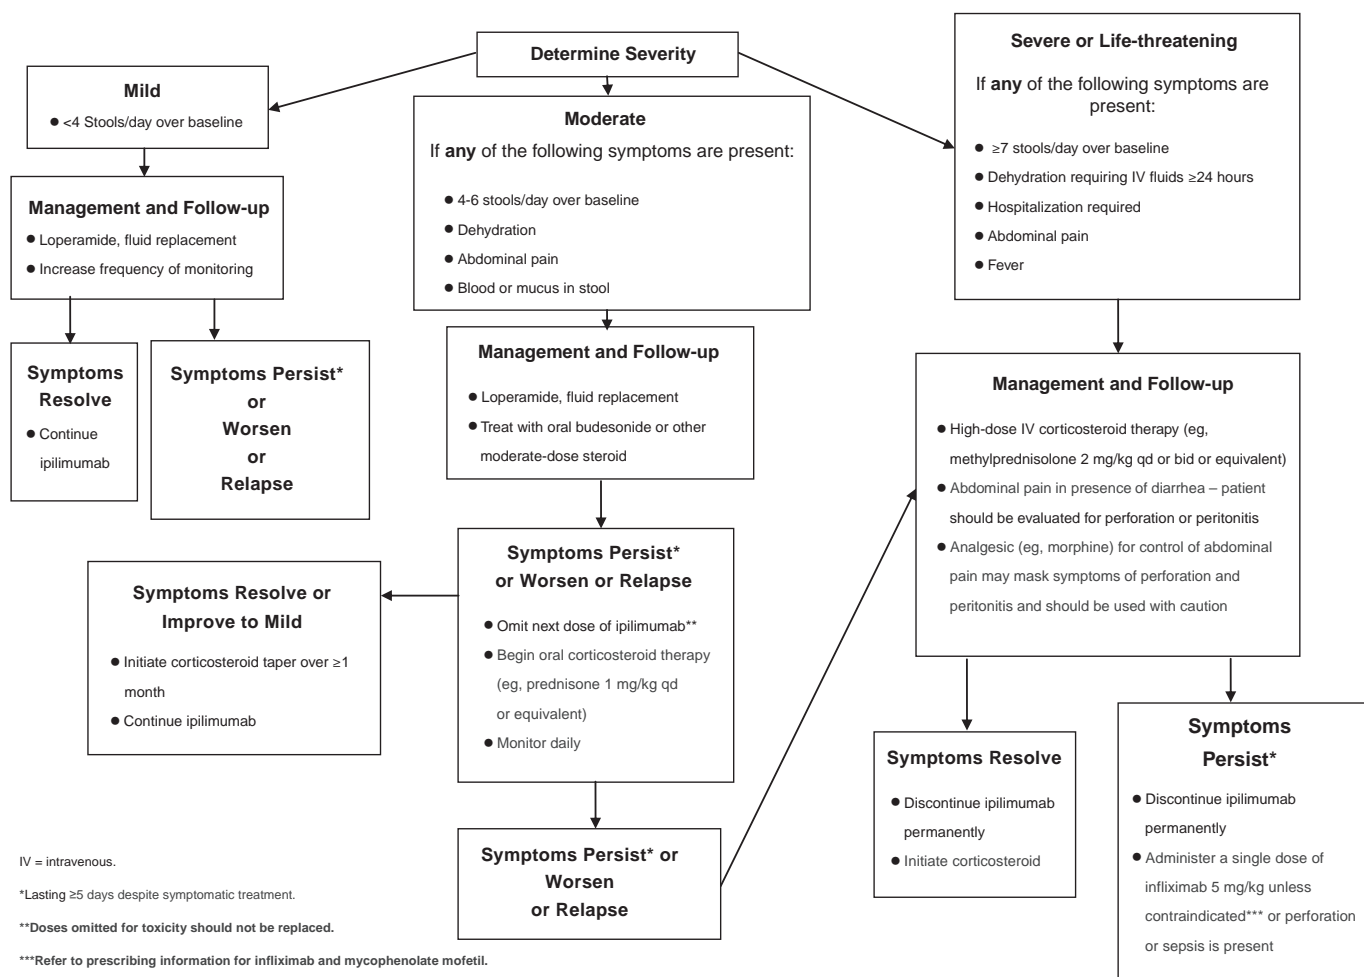 Determine Severity
Mild
● <4 Stools/day over baseline
Management and Follow-up
● Loperamide, fluid replacement
● Increase frequency of monitoring
Symptoms
Resolve
● Continue
ipilimumab
Symptoms Persist*
or
Worsen
or
Relapse
Moderate
If any of the following symptoms are present:
● 4-6 stools/day over baseline
● Dehydration
● Abdominal pain
● Blood or mucus in stool
Management and Follow-up
● Loperamide, fluid replacement
● Treat with oral budesonide or other
moderate-dose steroid
Symptoms Persist*
or Worsen or Relapse
● Omit next dose of ipilimumab**
● Begin oral corticosteroid therapy
(eg, prednisone 1 mg/kg qd
or equivalent)
● Monitor daily
Symptoms Resolve or
Improve to Mild
● Initiate corticosteroid taper over ≥1
month
● Continue ipilimumab
Symptoms Persist* or
Worsen
or Relapse
Severe or Life-threatening
If any of the following symptoms are
present:
● ≥7 stools/day over baseline
● Dehydration requiring IV fluids ≥24 hours
● Hospitalization required
● Abdominal pain
● Fever
Management and Follow-up
● High-dose IV corticosteroid therapy (eg,
methylprednisolone 2 mg/kg qd or bid or equivalent)
● Abdominal pain in presence of diarrhea – patient
should be evaluated for perforation or peritonitis
● Analgesic (eg, morphine) for control of abdominal
pain may mask symptoms of perforation and
peritonitis and should be used with caution
Symptoms Resolve
● Discontinue ipilimumab
permanently
● Initiate corticosteroid
Symptoms
Persist*
● Discontinue ipilimumab
permanently
● Administer a single dose of
infliximab 5 mg/kg unless
contraindicated*** or perforation
or sepsis is present
IV = intravenous.
*Lasting ≥5 days despite symptomatic treatment.
**Doses omitted for toxicity should not be replaced.
***Refer to prescribing information for infliximab and mycophenolate mofetil.